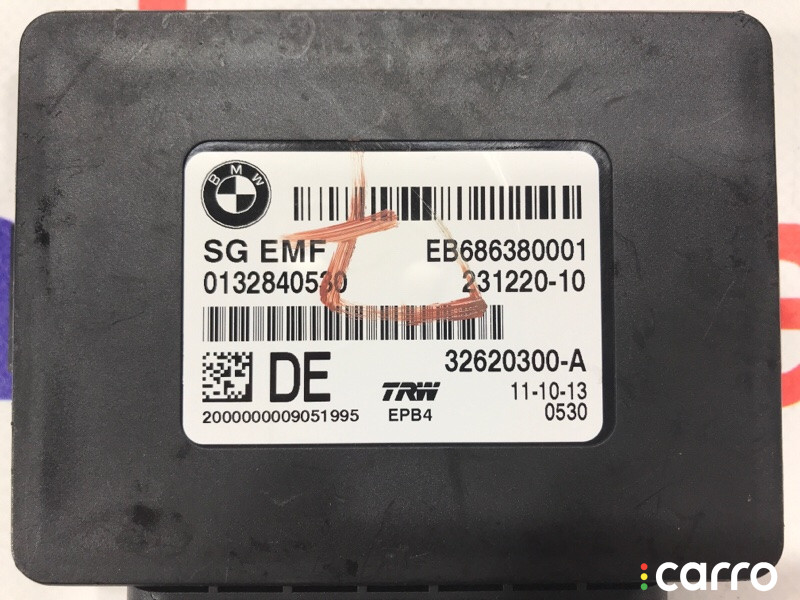 BMW
SG EMF EB686380001
0132840530 231220-10
32620300-A
DE TRW 11-10-13
2000000009051995 EPB4 0530
carro